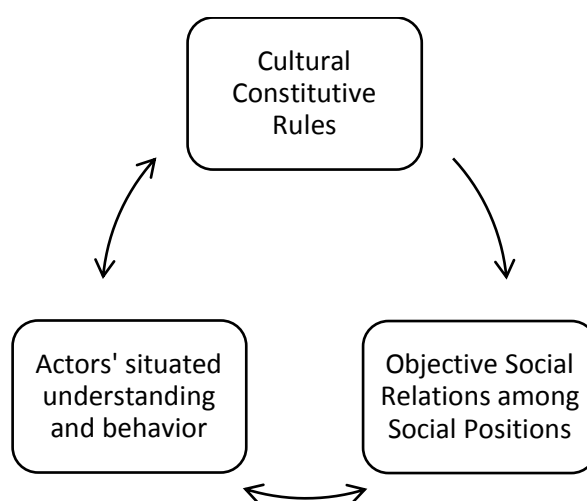 Cultural
Constitutive
Rules
Actors' situated
understanding
and behavior
Objective Social
Relations among
Social Positions